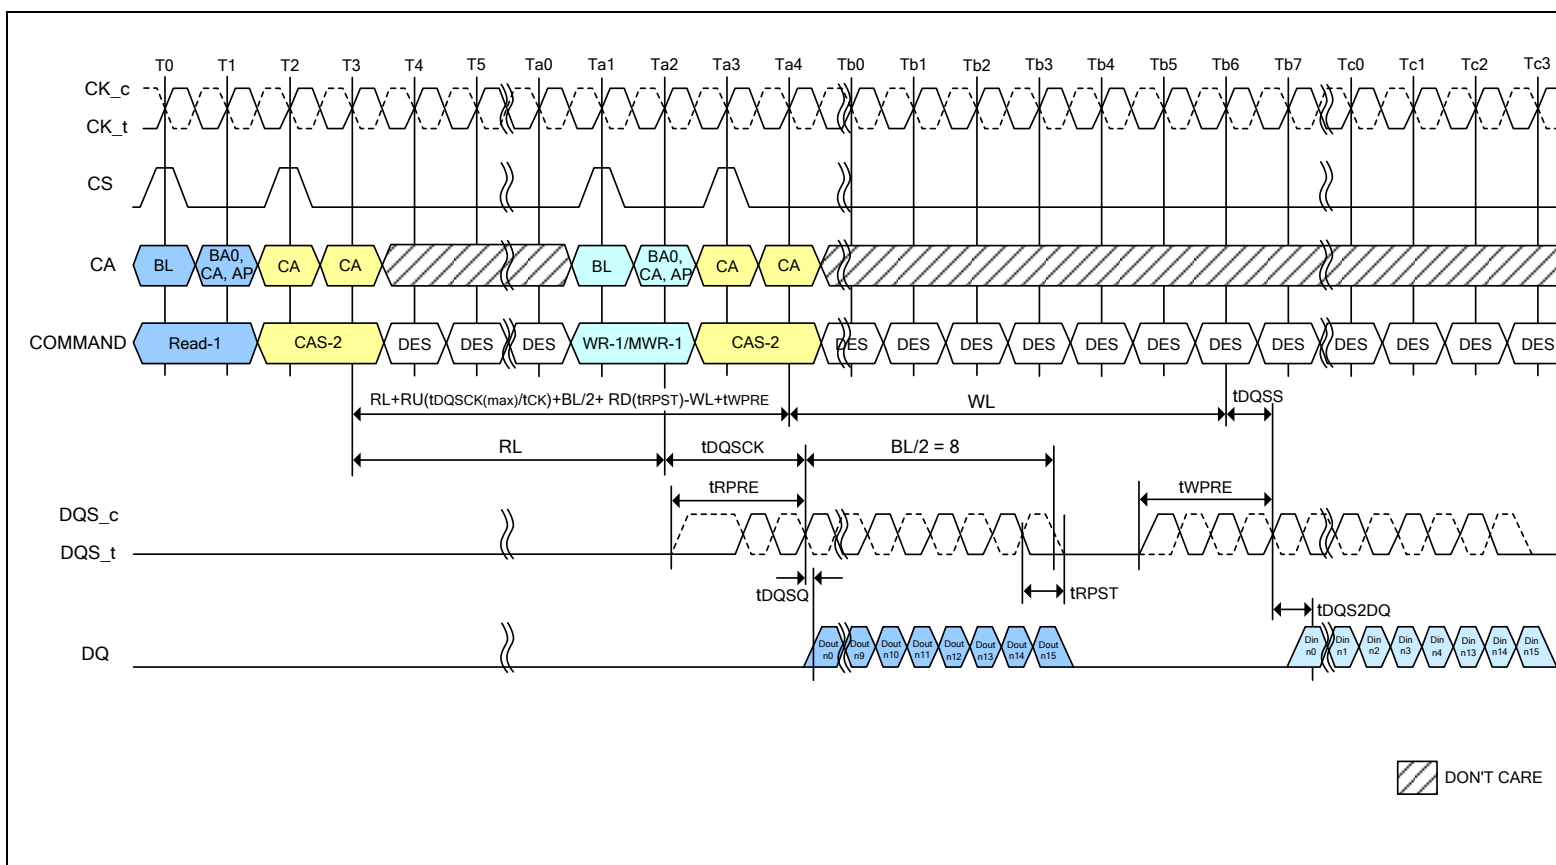 T0 T1 T2 T3 T4 T5 Ta0 Ta1 Ta2 Ta3 Ta4 Tb0 Tb1 Tb2 Tb3 Tb4 Tb5 Tb6 Tb7 Tc0 Tc1 Tc2 Tc3
CK_c
CK_t
CS
CA BL BA0, CA, AP CA CA BL BA0, CA, AP CA CA
COMMAND Read-1 CAS-2 DES DES DES WR-1/MWR-1 CAS-2 DES DES DES DES DES DES DES DES DES DES DES DES
RL+RU(tDQSCK(max)/tCK)+BL/2+ RD(tRPST)-WL+tWPRE WL tDQSS
RL tDQSCK BL/2 = 8
tRPRE tWPRE
DQS_c
DQS_t
tDQSQ tRPST
tDQS2DQ
DQ Dout n0 Dout n9 Dout n10 Dout n11 Dout n12 Dout n13 Dout n14 Dout n15 Din n0 Din n1 Din n2 Din n3 Din n4 Din n13 Din n14 Din n15
DON'T CARE